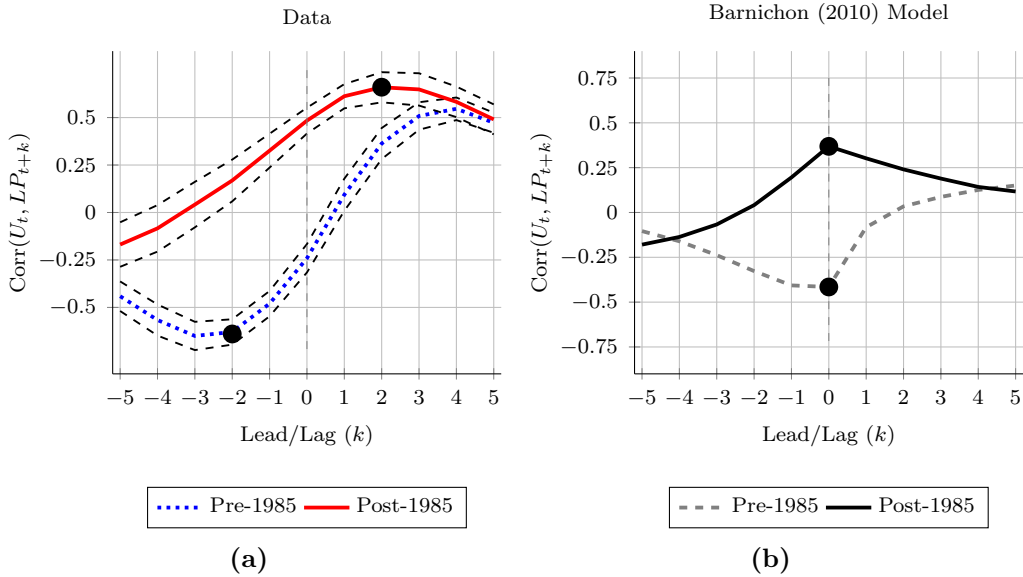 Data
Corr(U_t, LP_{t+k})
0.5
0.25
0
−0.25
−0.5
−5 −4 −3 −2 −1 0 1 2 3 4 5
Lead/Lag (k)
Pre-1985 Post-1985
(a)
Barnichon (2010) Model
Corr(U_t, LP_{t+k})
0.75
0.5
0.25
0
−0.25
−0.5
−0.75
−5 −4 −3 −2 −1 0 1 2 3 4 5
Lead/Lag (k)
Pre-1985 Post-1985
(b)